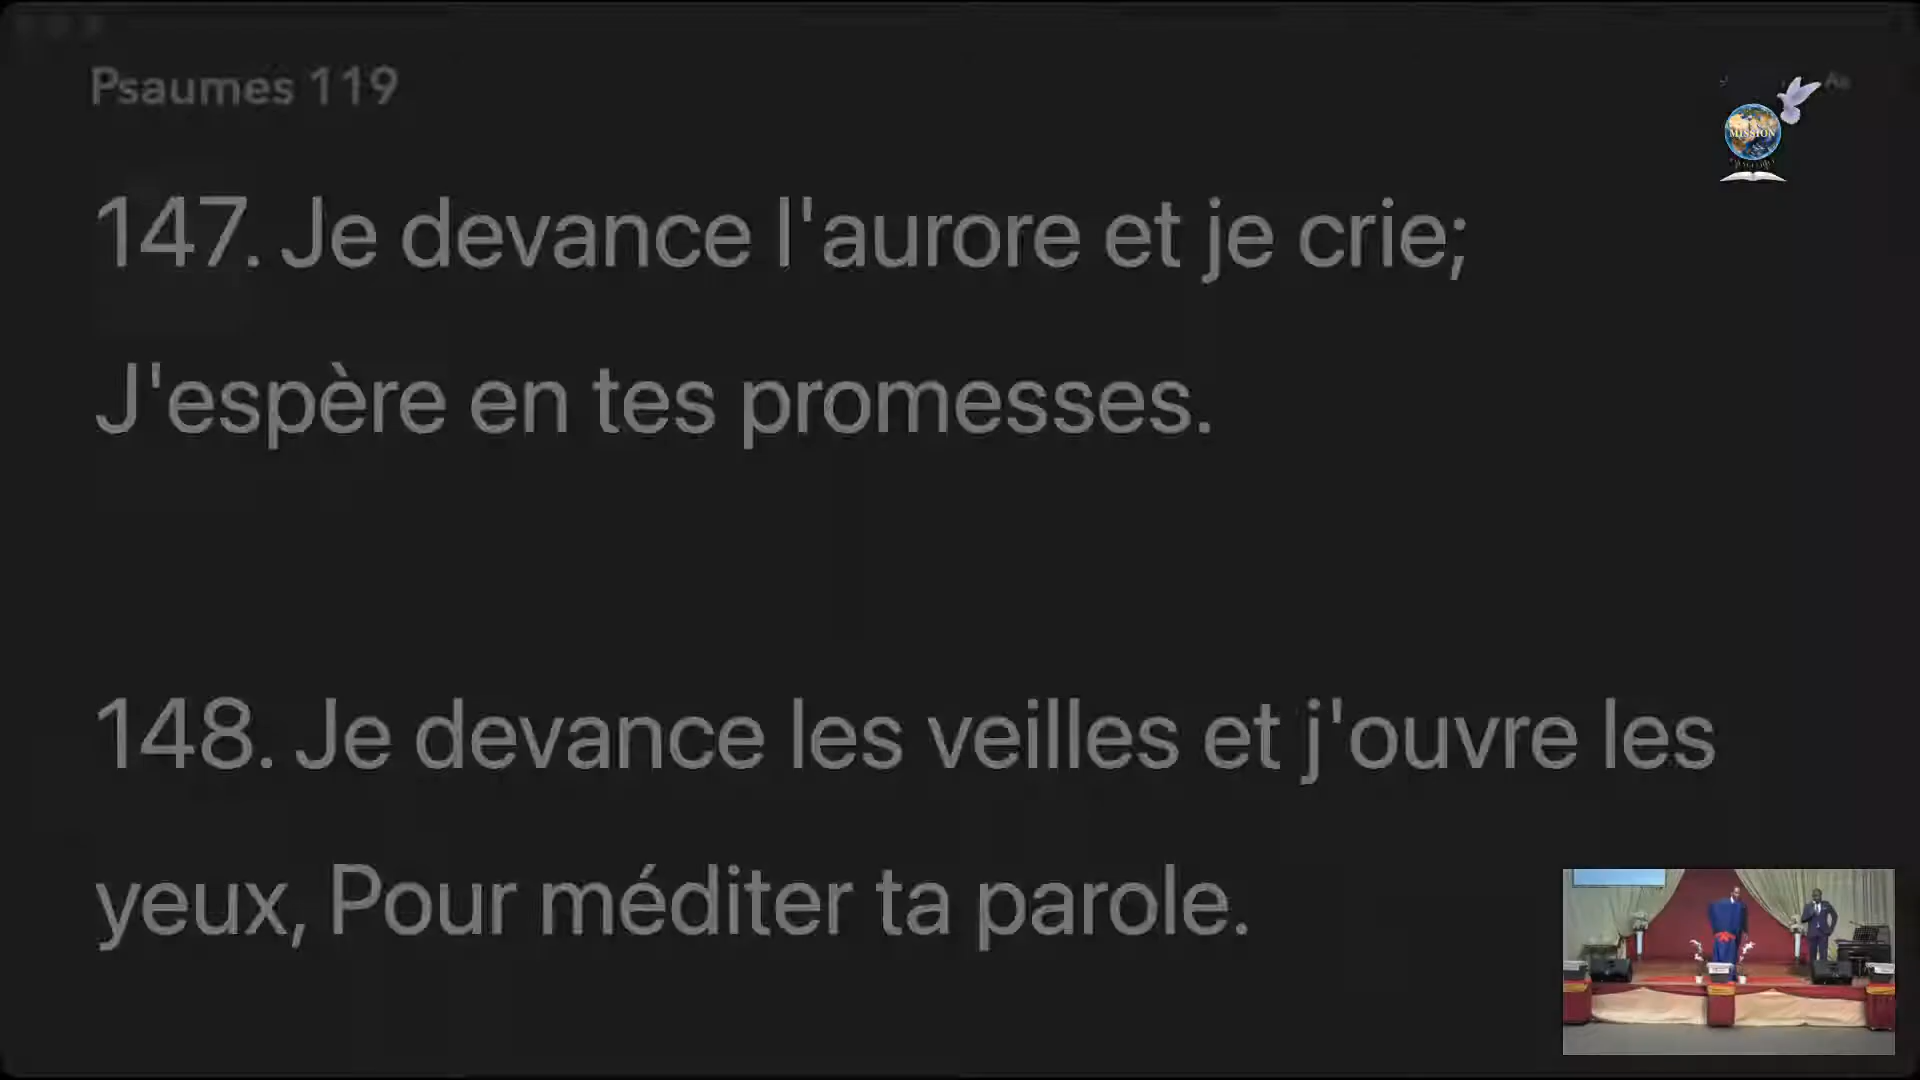 Psaumes 119
MISSION
147. Je devance l'aurore et je crie;
J'espère en tes promesses.
148. Je devance les veilles et j'ouvre les
yeux, Pour méditer ta parole.